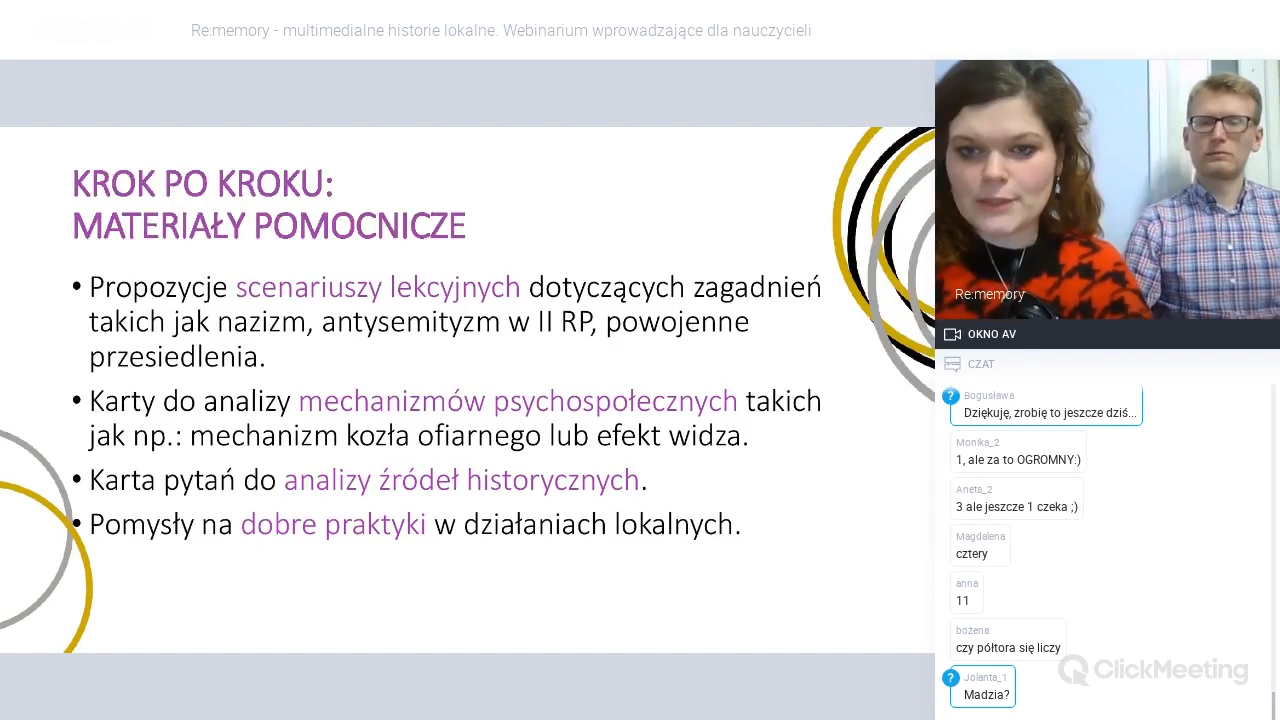 Re:memory - multimedialne historie lokalne. Webinarium wprowadzające dla nauczycieli
KROK PO KROKU:
MATERIAŁY POMOCNICZE
• Propozycje scenariuszy lekcyjnych dotyczących zagadnień
takich jak nazizm, antysemityzm w II RP, powojenne
przesiedlenia.
• Karty do analizy mechanizmów psychospołecznych takich
jak np.: mechanizm kozła ofiarnego lub efekt widza.
• Karta pytań do analizy źródeł historycznych.
• Pomysły na dobre praktyki w działaniach lokalnych.
Re:memory
OKNO AV
CZAT
? Bogusława
Dziękuję, zrobię to jeszcze dziś...
Monika_2
1, ale za to OGROMNY:)
Aneta_2
3 ale jeszcze 1 czeka ;)
Magdalena
cztery
anna
11
bożena
czy półtora się liczy
? Jolanta_1
Madzia?
ClickMeeting